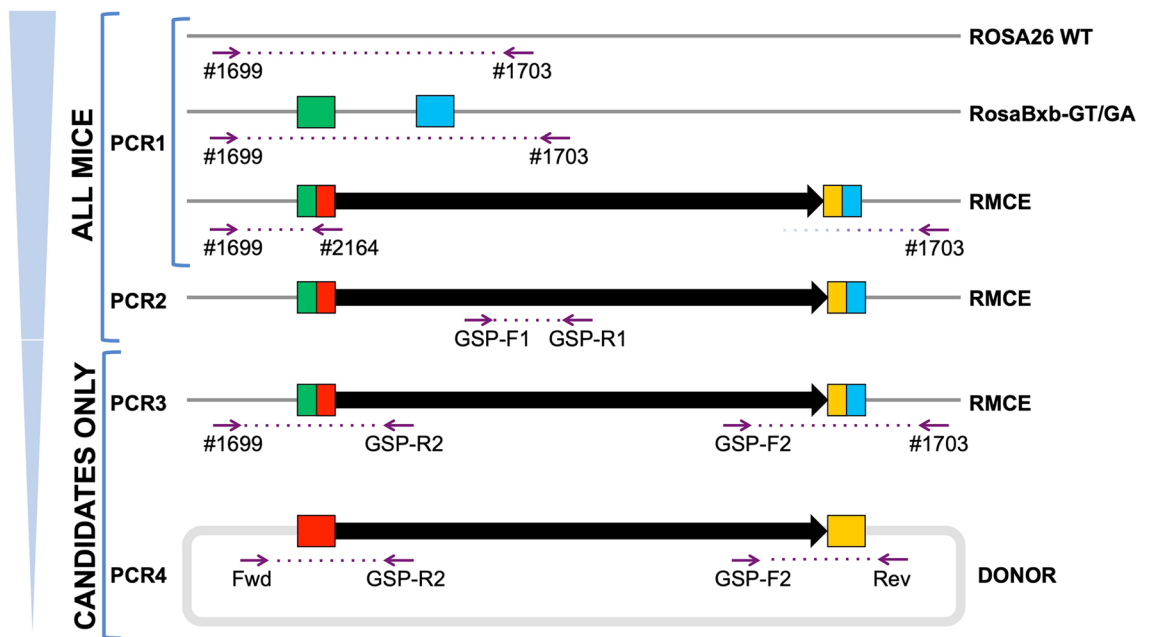 ALL MICE
CANDIDATES ONLY
PCR1
#1699
#1703
ROSA26 WT
#1699
#1703
RosaBxb-GT/GA
#1699
#2164
#1703
RMCE
PCR2
GSP-F1
GSP-R1
RMCE
PCR3
#1699
GSP-R2
GSP-F2
#1703
RMCE
PCR4
Fwd
GSP-R2
GSP-F2
Rev
DONOR